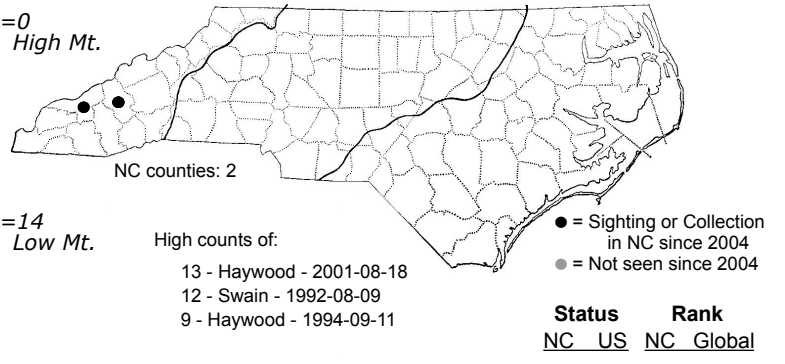 =0
High Mt.
NC counties: 2
=14
Low Mt.
High counts of:
13 - Haywood - 2001-08-18
12 - Swain - 1992-08-09
9 - Haywood - 1994-09-11
● = Sighting or Collection
in NC since 2004
● = Not seen since 2004
Status Rank
NC US NC Global